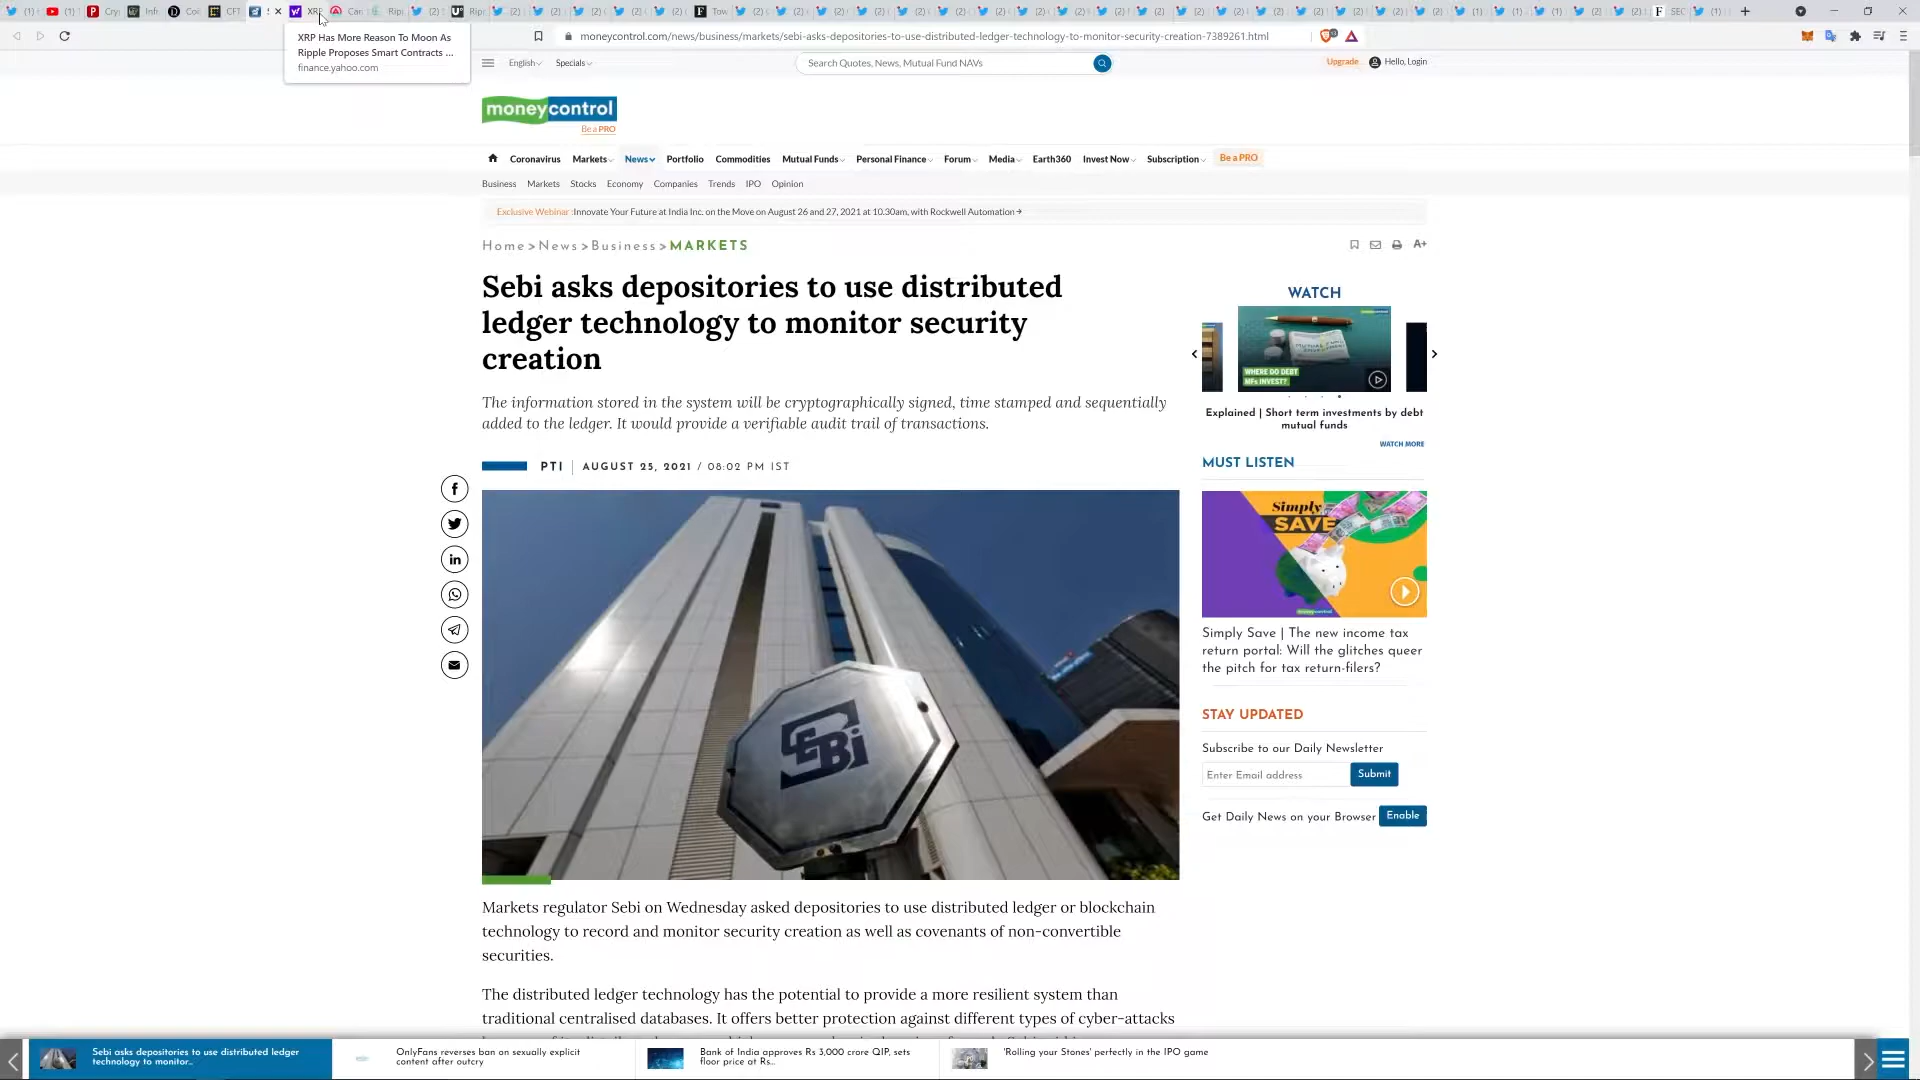 XRP Has More Reason To Moon As
Ripple Proposes Smart Contracts ...
finance.yahoo.com
moneycontrol.com/news/business/markets/sebi-asks-depositories-to-use-distributed-ledger-technology-to-monitor-security-creation-7389261.html
English
Specials
Search Quotes, News, Mutual Fund NAVs
Upgrade
Hello, Login
moneycontrol
Be a PRO
Coronavirus Markets News Portfolio Commodities Mutual Funds Personal Finance Forum Media Earth360 Invest Now Subscription Be a PRO
Business Markets Stocks Economy Companies Trends IPO Opinion
Exclusive Webinar :Innovate Your Future at India Inc. on the Move on August 26 and 27, 2021 at 10.30am, with Rockwell Automation →
Home > News > Business > MARKETS
A+
Sebi asks depositories to use distributed
ledger technology to monitor security
creation
The information stored in the system will be cryptographically signed, time stamped and sequentially
added to the ledger. It would provide a verifiable audit trail of transactions.
PTI
AUGUST 25, 2021 / 08:02 PM IST
SEBi
Markets regulator Sebi on Wednesday asked depositories to use distributed ledger or blockchain
technology to record and monitor security creation as well as covenants of non-convertible
securities.
The distributed ledger technology has the potential to provide a more resilient system than
traditional centralised databases. It offers better protection against different types of cyber-attacks
WATCH
WHERE DO DEBT
MFs INVEST?
Explained | Short term investments by debt
mutual funds
WATCH MORE
MUST LISTEN
Simply
SAVE
Simply Save | The new income tax
return portal: Will the glitches queer
the pitch for tax return-filers?
STAY UPDATED
Subscribe to our Daily Newsletter
Enter Email address
Submit
Get Daily News on your Browser
Enable
Sebi asks depositories to use distributed ledger
technology to monitor...
OnlyFans reverses ban on sexually explicit
content after outcry
Bank of India approves Rs 3,000 crore QIP, sets
floor price at Rs...
'Rolling your Stones' perfectly in the IPO game